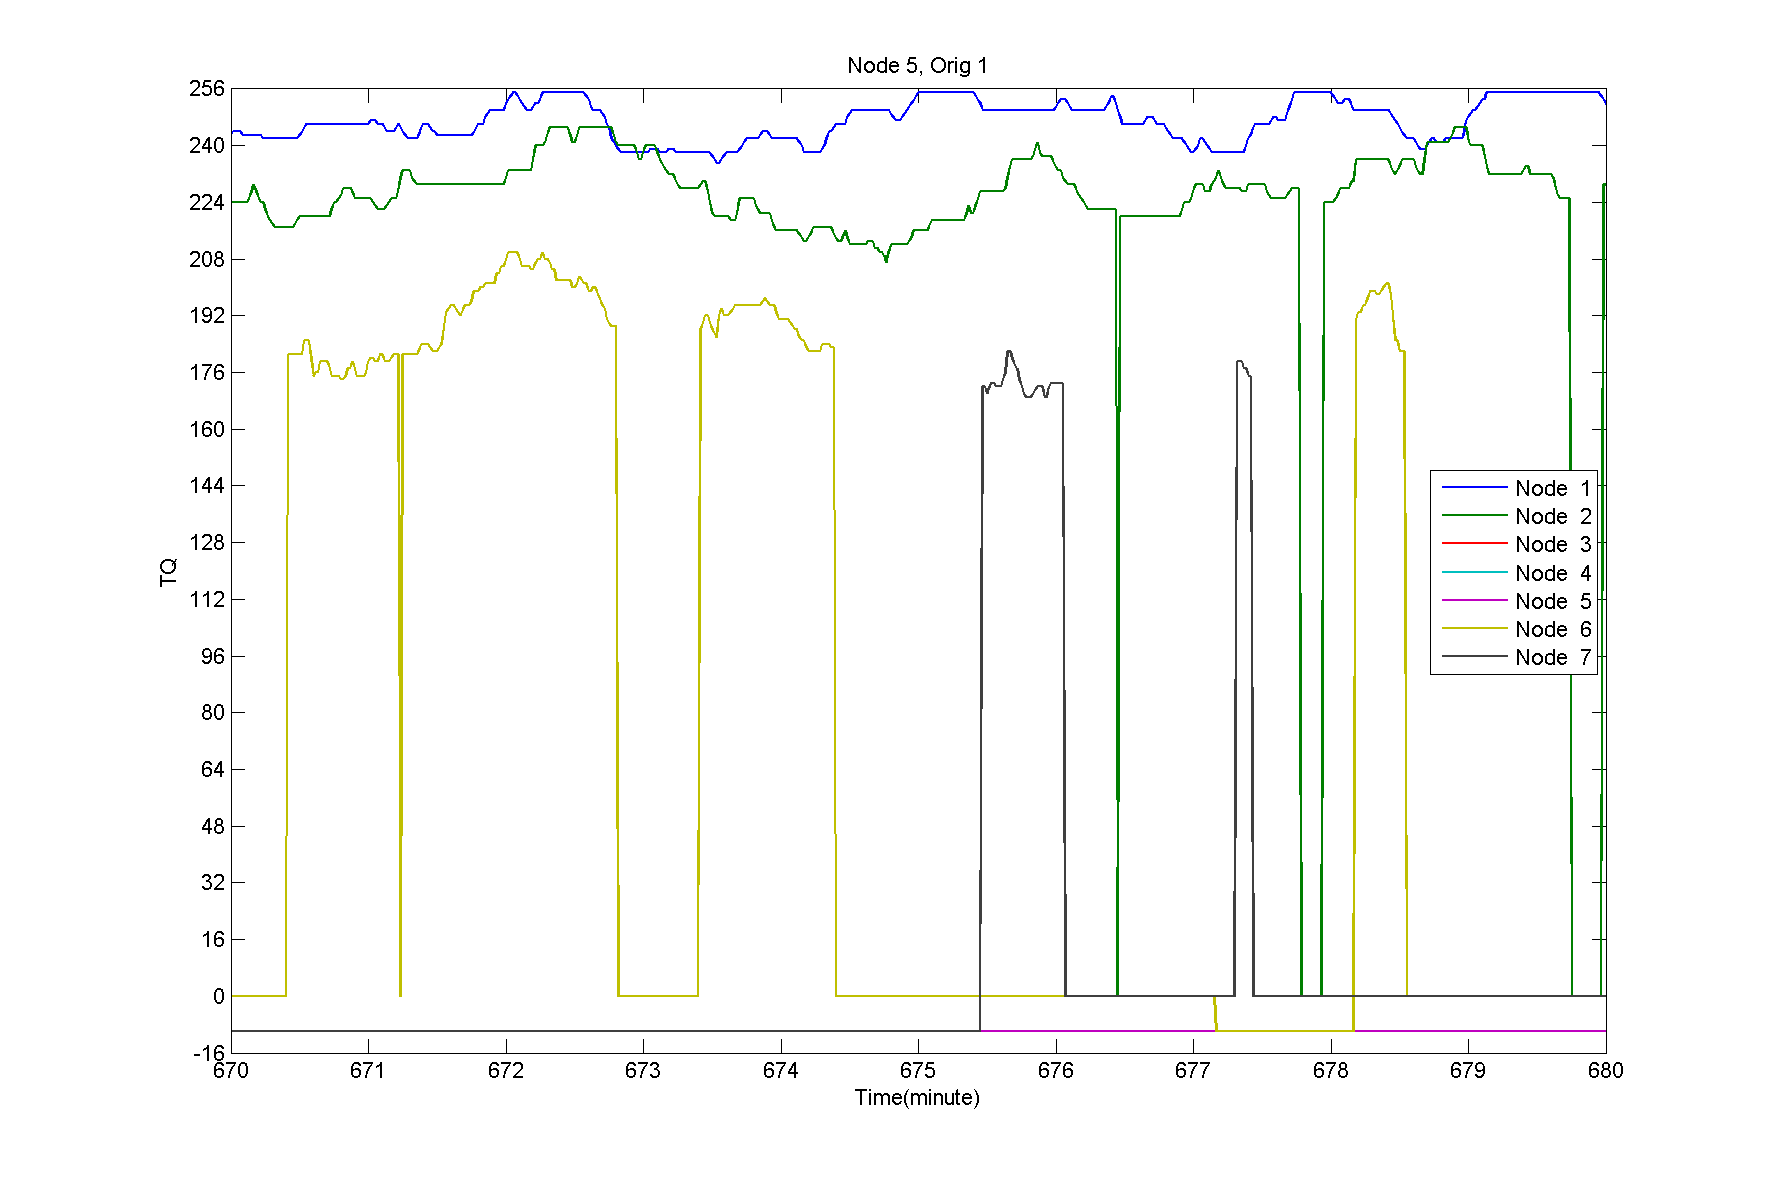 Node 5, Orig 1
256
240
224
208
192
176
160
144
128
112
96
80
64
48
32
16
0
-16
TQ
Node 1
Node 2
Node 3
Node 4
Node 5
Node 6
Node 7
670 671 672 673 674 675 676 677 678 679 680
Time(minute)